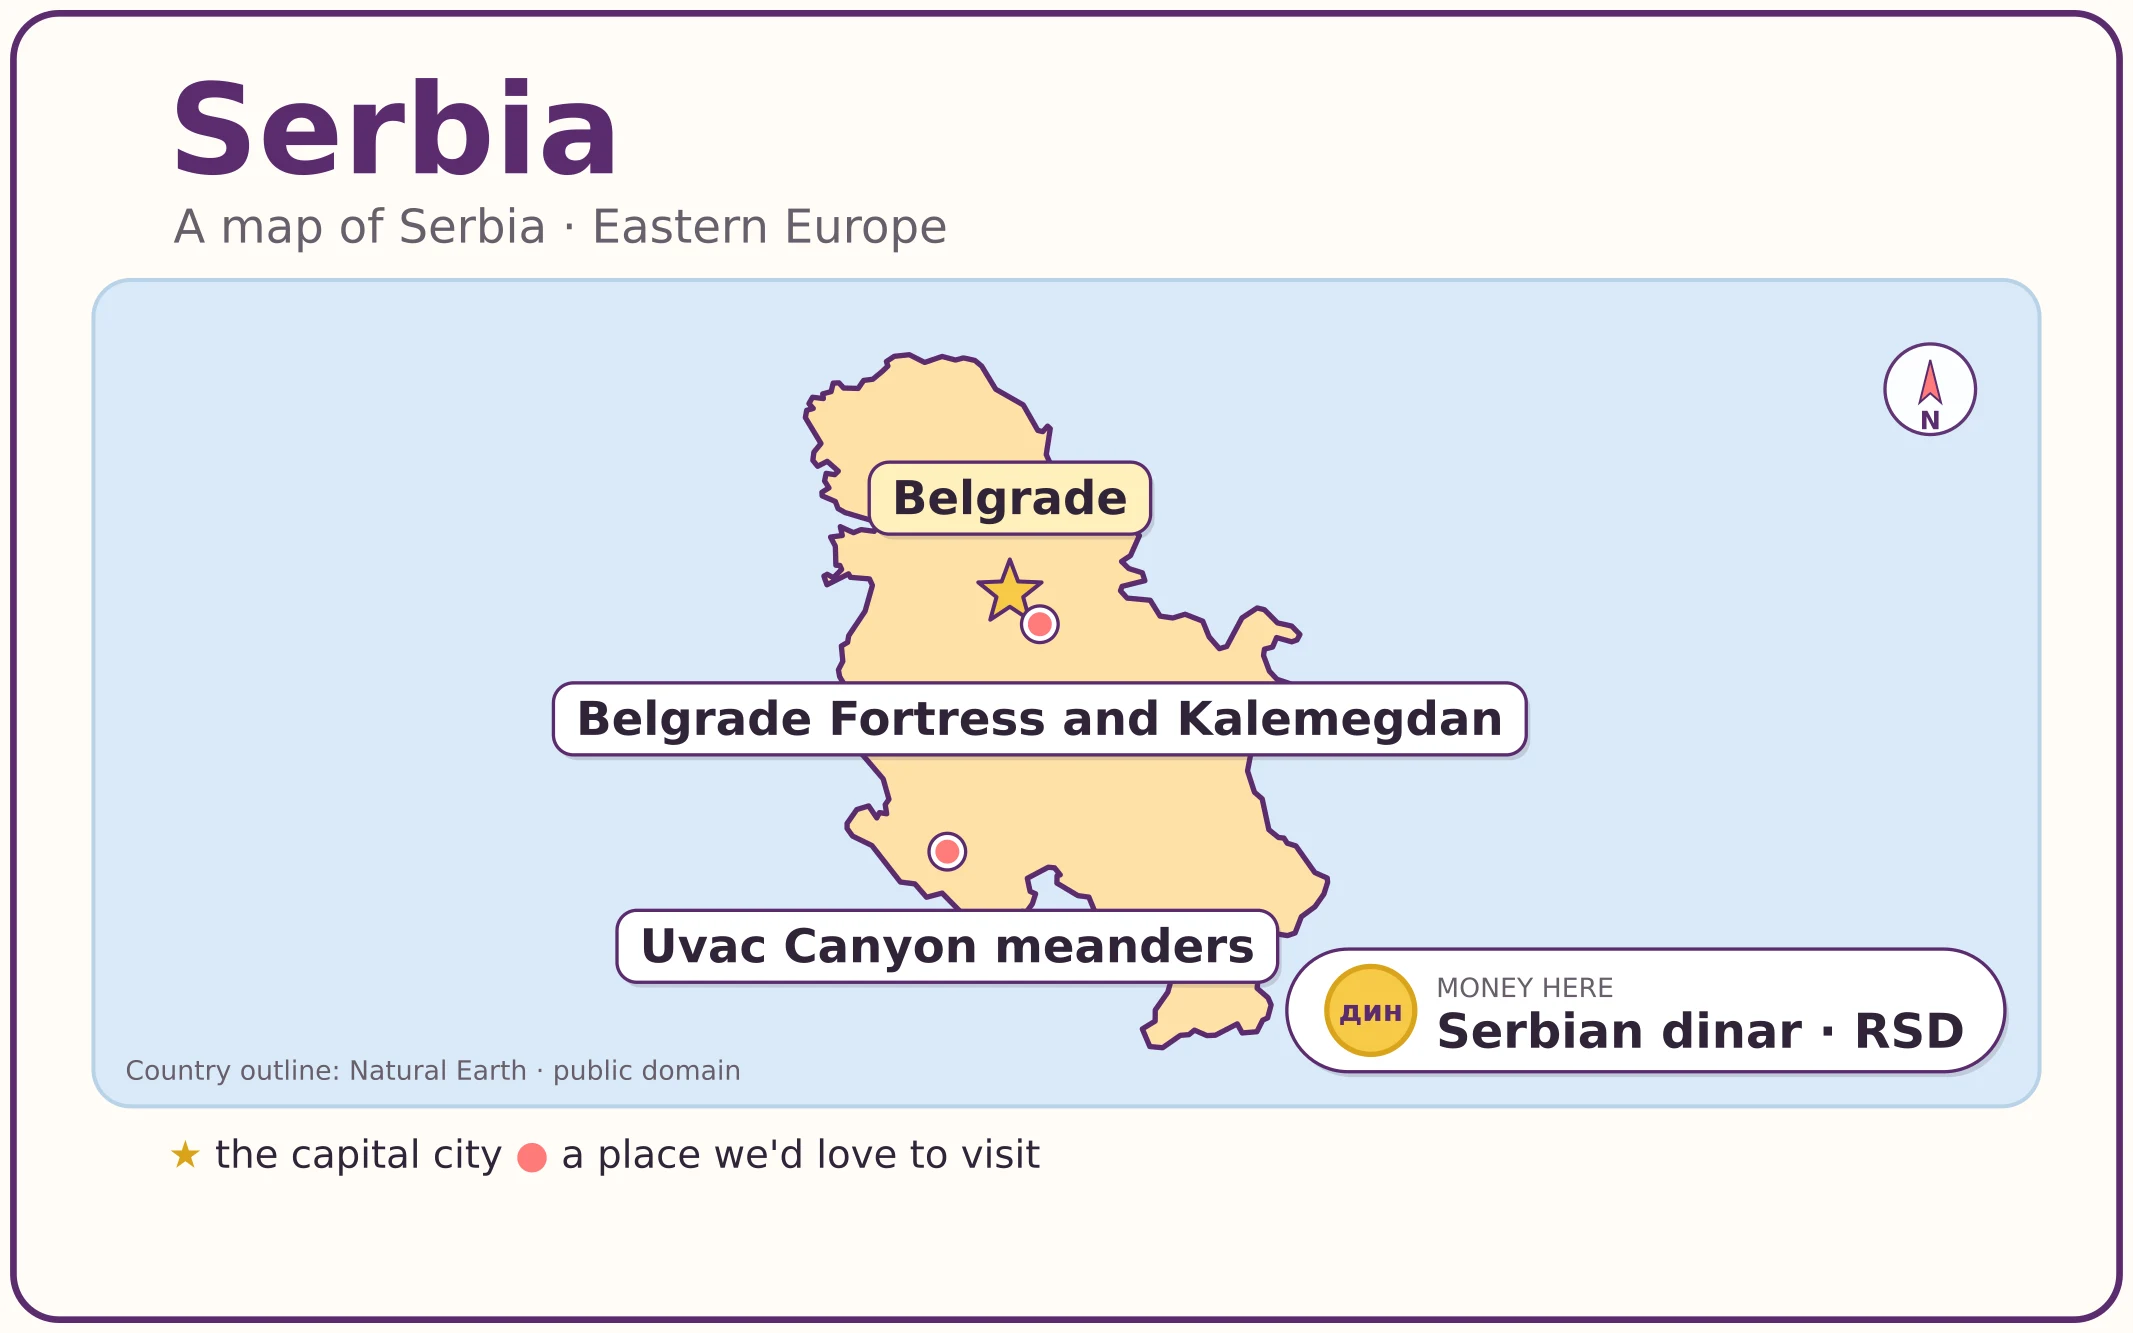 Serbia
A map of Serbia · Eastern Europe
N
Belgrade
Belgrade Fortress and Kalemegdan
Uvac Canyon meanders
дин
MONEY HERE
Serbian dinar · RSD
Country outline: Natural Earth · public domain
★ the capital city ● a place we'd love to visit